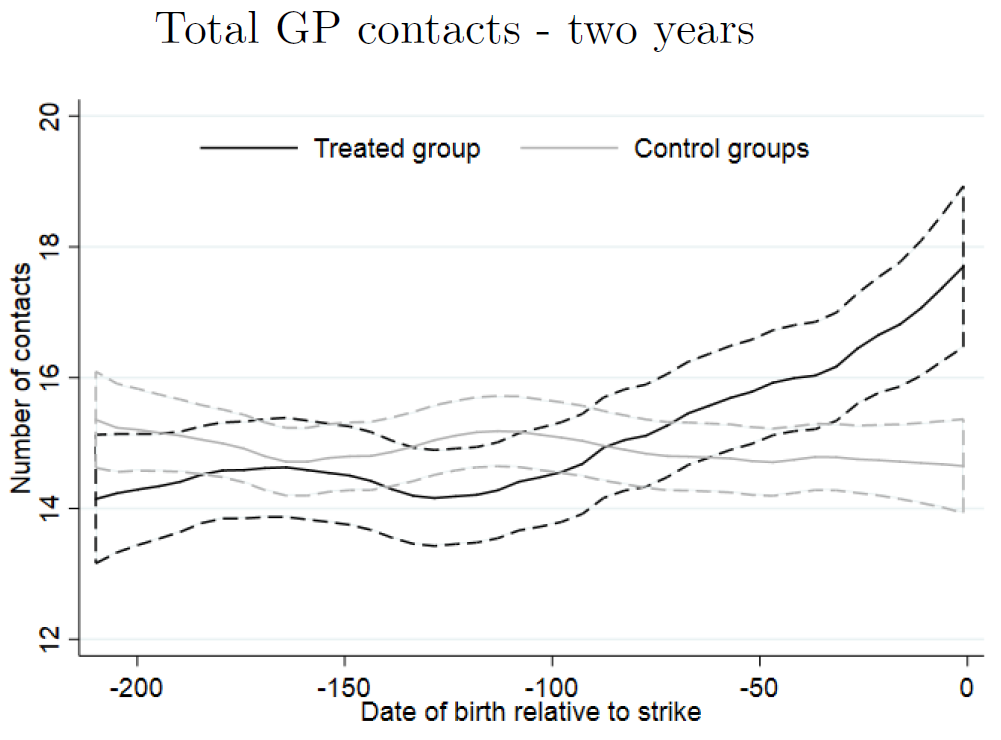 Total GP contacts - two years
Treated group
Control groups
Number of contacts
20
18
16
14
12
-200
-150
-100
-50
0
Date of birth relative to strike